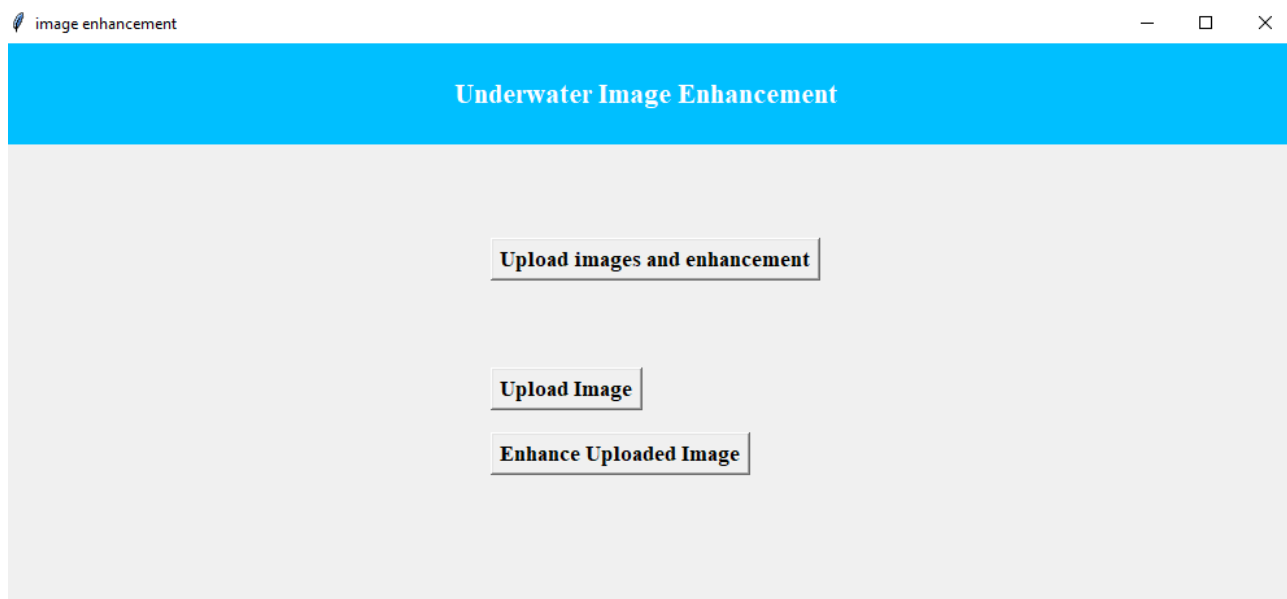 image enhancement
Underwater Image Enhancement
Upload images and enhancement
Upload Image
Enhance Uploaded Image